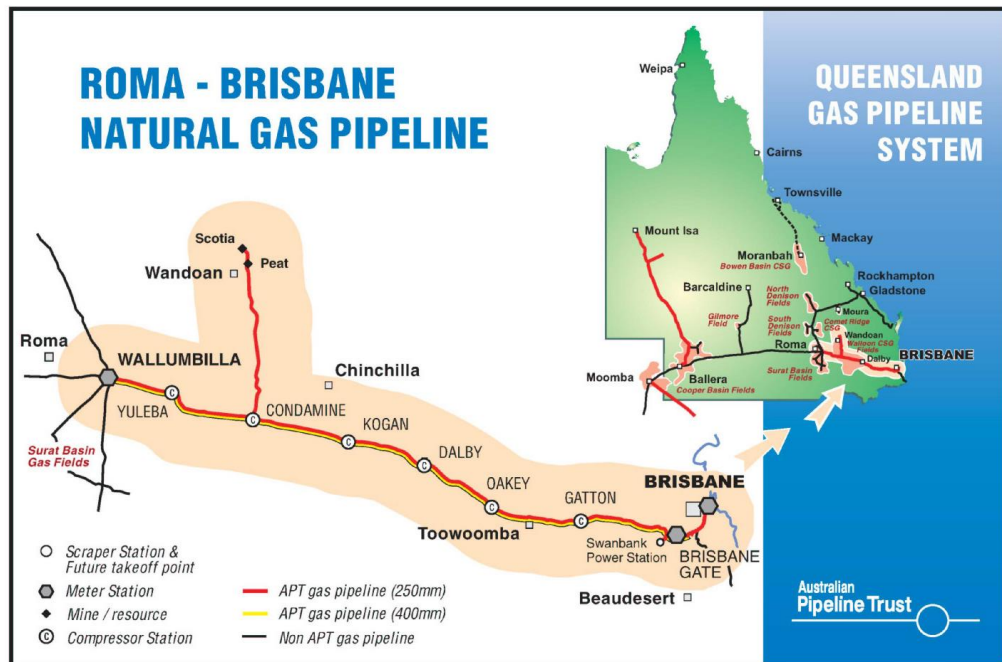 ROMA - BRISBANE
NATURAL GAS PIPELINE
QUEENSLAND
GAS PIPELINE
SYSTEM
Weipa
Cairns
Townsville
Mount Isa
Mackay
Moranbah
Bowen Basin CSG
Rockhampton
Gladstone
Barcaldine
North
Denison
Fields
Gilmore
Field
Moura
Comet Ridge
CSG
South
Denison
Fields
Wandoan
Walloon CSG
Fields
Roma
BRISBANE
Dalby
Surat Basin
Fields
Moomba
Ballera
Cooper Basin Fields
Scotia
Peat
Wandoan
Roma
WALLUMBILLA
Chinchilla
YULEBA
C
C
CONDAMINE
KOGAN
C
DALBY
C
OAKEY
C
GATTON
C
Surat Basin
Gas Fields
BRISBANE
Toowoomba
Swanbank
Power Station
BRISBANE
GATE
Beaudesert
Scraper Station &
Future takeoff point
Meter Station
Mine / resource
C Compressor Station
APT gas pipeline (250mm)
APT gas pipeline (400mm)
Non APT gas pipeline
Australian
Pipeline Trust